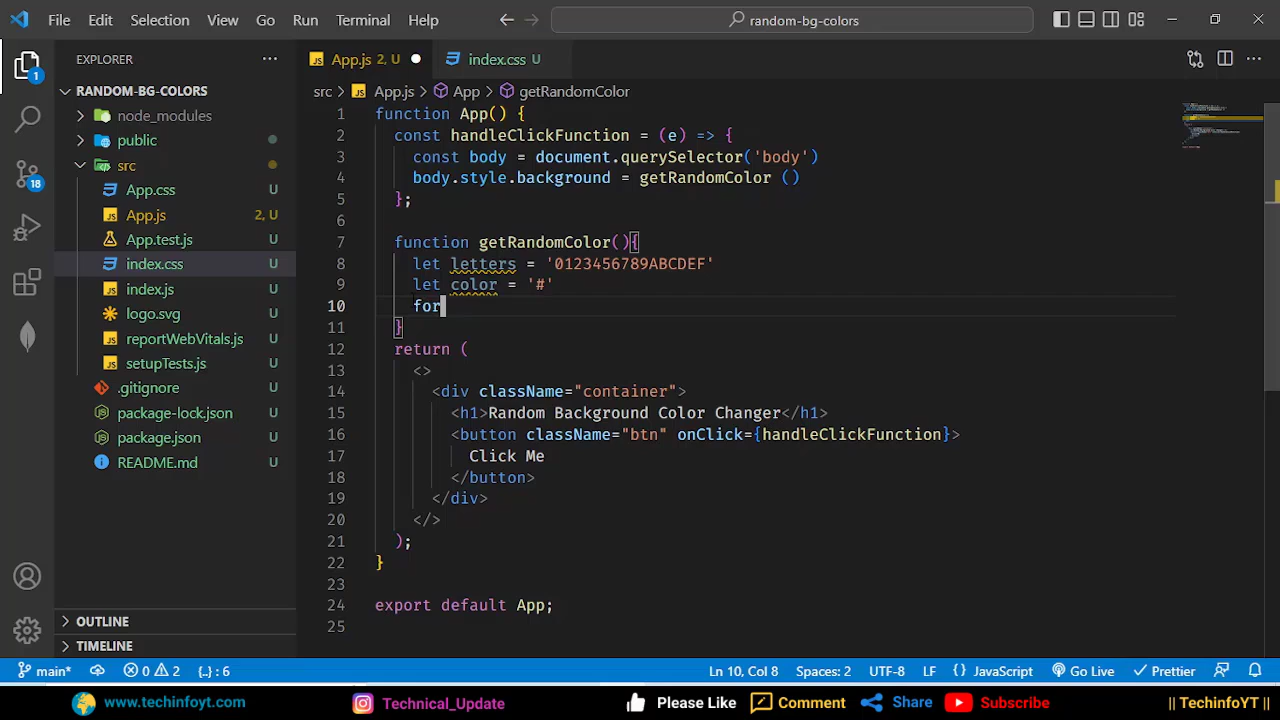 File Edit Selection View Go Run Terminal Help
random-bg-colors
EXPLORER
App.js 2, U
index.css U
RANDOM-BG-COLORS
src > App.js > App > getRandomColor
node_modules
public
src
App.css U
App.js 2, U
App.test.js U
index.css U
index.js U
logo.svg U
reportWebVitals.js U
setupTests.js U
.gitignore U
package-lock.json U
package.json U
README.md U
OUTLINE
TIMELINE
1
18
1 function App() {
2 const handleClickFunction = (e) => {
3 const body = document.querySelector('body')
4 body.style.background = getRandomColor ()
5 };
6
7 function getRandomColor(){
8 let letters = '0123456789ABCDEF'
9 let color = '#'
10 for
11 }
12 return (
13 <>
14 <div className="container">
15 <h1>Random Background Color Changer</h1>
16 <button className="btn" onClick={handleClickFunction}>
17 Click Me
18 </button>
19 </div>
20 </>
21 );
22 }
23
24 export default App;
25
main* 0 2 {..} : 6 Ln 10, Col 8 Spaces: 2 UTF-8 LF {} JavaScript Go Live Prettier
www.techinfoyt.com Technical_Update Please Like Comment Share Subscribe || TechinfoYT ||